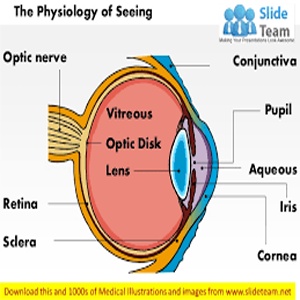 The Physiology of Seeing
Slide
Team
Making Your Presentations Look Awesome!
Optic nerve
Conjunctiva
Vitreous
Pupil
Optic Disk
Lens
Aqueous
Retina
Iris
Sclera
Cornea
Download this and 1000s of Medical Illustrations and images from www.slideteam.net